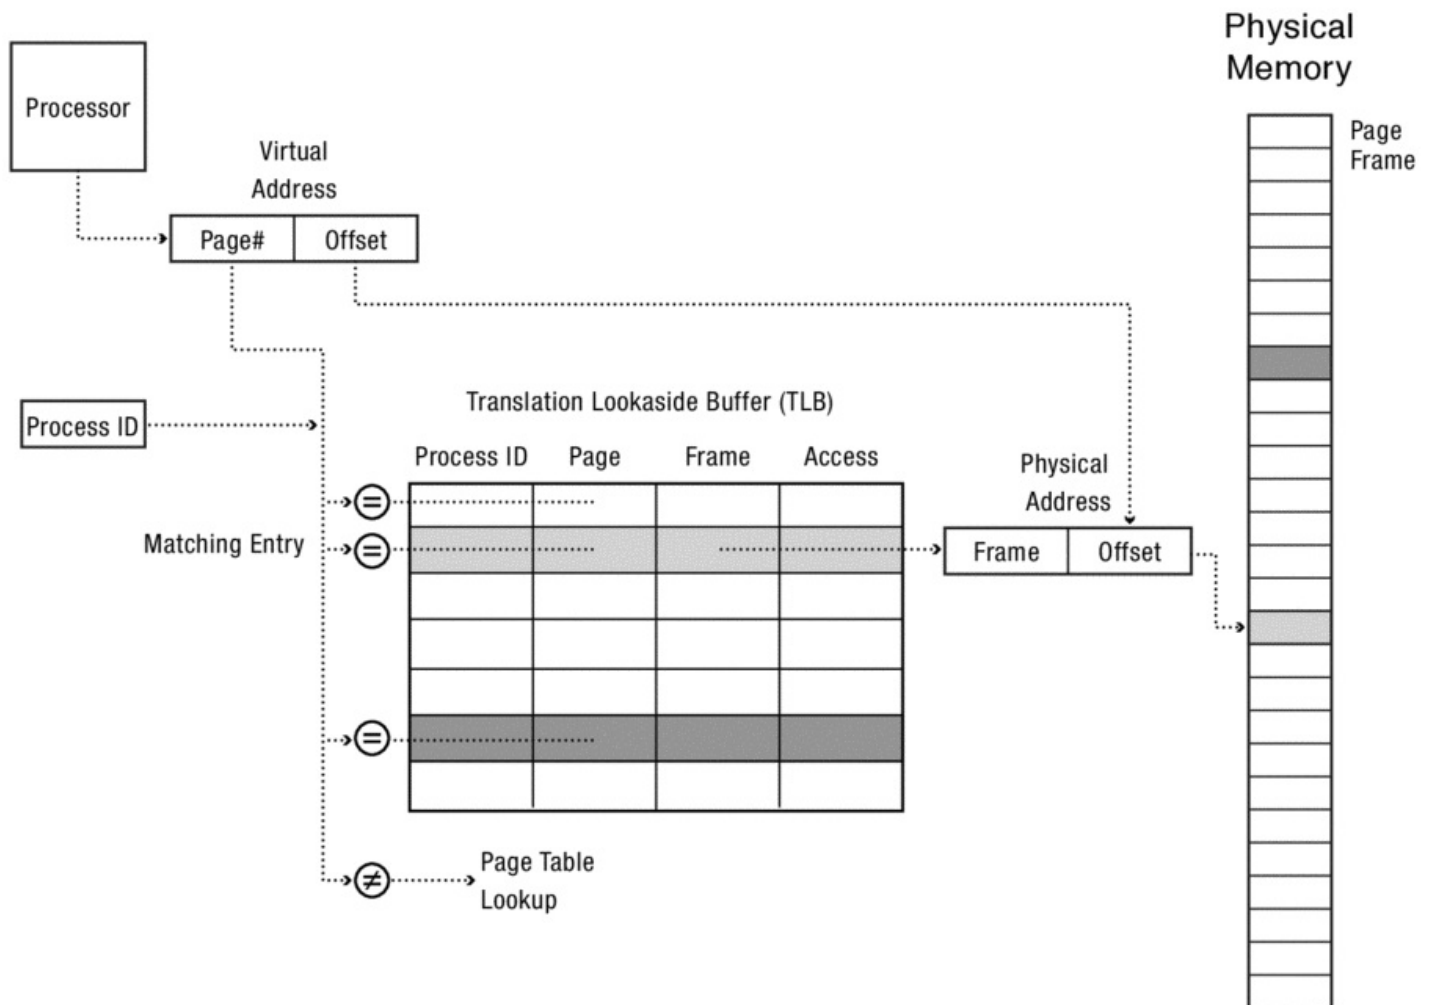 Physical
Memory
Processor
Page
Frame
Virtual
Address
Page#
Offset
Process ID
Translation Lookaside Buffer (TLB)
Process ID
Page
Frame
Access
Physical
Address
=
Matching Entry
=
Frame
Offset
=
≠
Page Table
Lookup